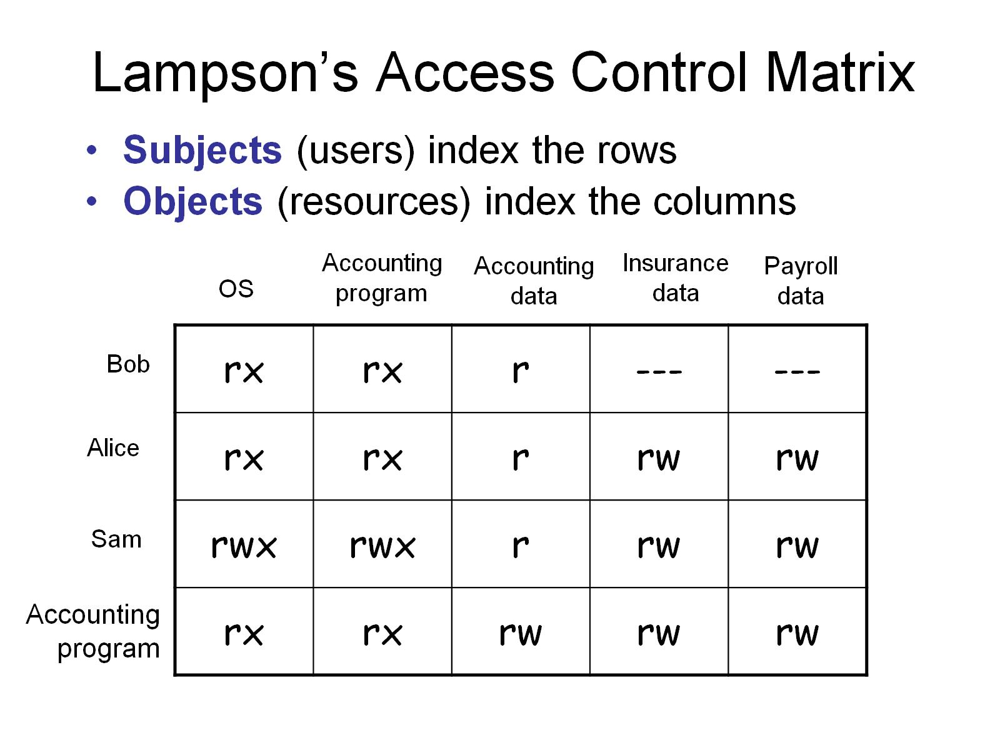 Lampson's Access Control Matrix
• Subjects (users) index the rows
• Objects (resources) index the columns
OS Accounting program Accounting data Insurance data Payroll data
Bob rx rx r --- ---
Alice rx rx r rw rw
Sam rwx rwx r rw rw
Accounting program rx rx rw rw rw